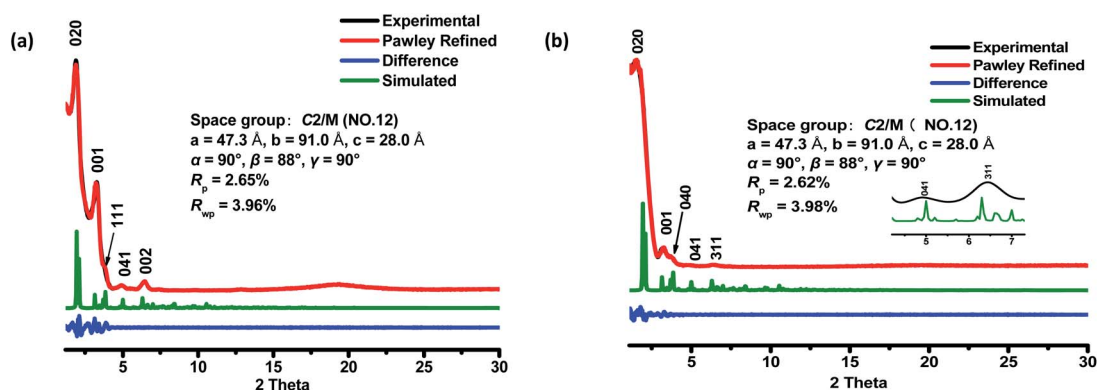 (a)
020
001
111
041
002
Experimental
Pawley Refined
Difference
Simulated
Space group: C2/M (NO.12)
a = 47.3 Å, b = 91.0 Å, c = 28.0 Å
α = 90°, β = 88°, γ = 90°
Rp = 2.65%
Rwp = 3.96%
5 10 15 20 25 30
2 Theta
(b)
020
001
040
041
311
Experimental
Pawley Refined
Difference
Simulated
Space group: C2/M ( NO.12)
a = 47.3 Å, b = 91.0 Å, c = 28.0 Å
α = 90°, β = 88°, γ = 90°
Rp = 2.62%
Rwp = 3.98%
041
311
5 6 7
5 10 15 20 25 30
2 Theta